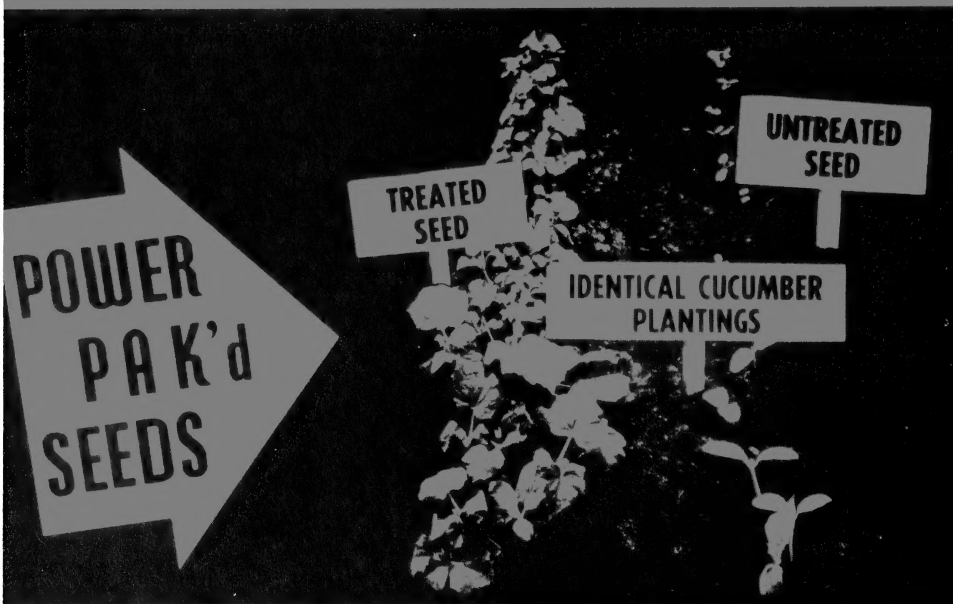 POWER
PAK'd
SEEDS
TREATED
SEED
UNTREATED
SEED
IDENTICAL CUCUMBER
PLANTINGS